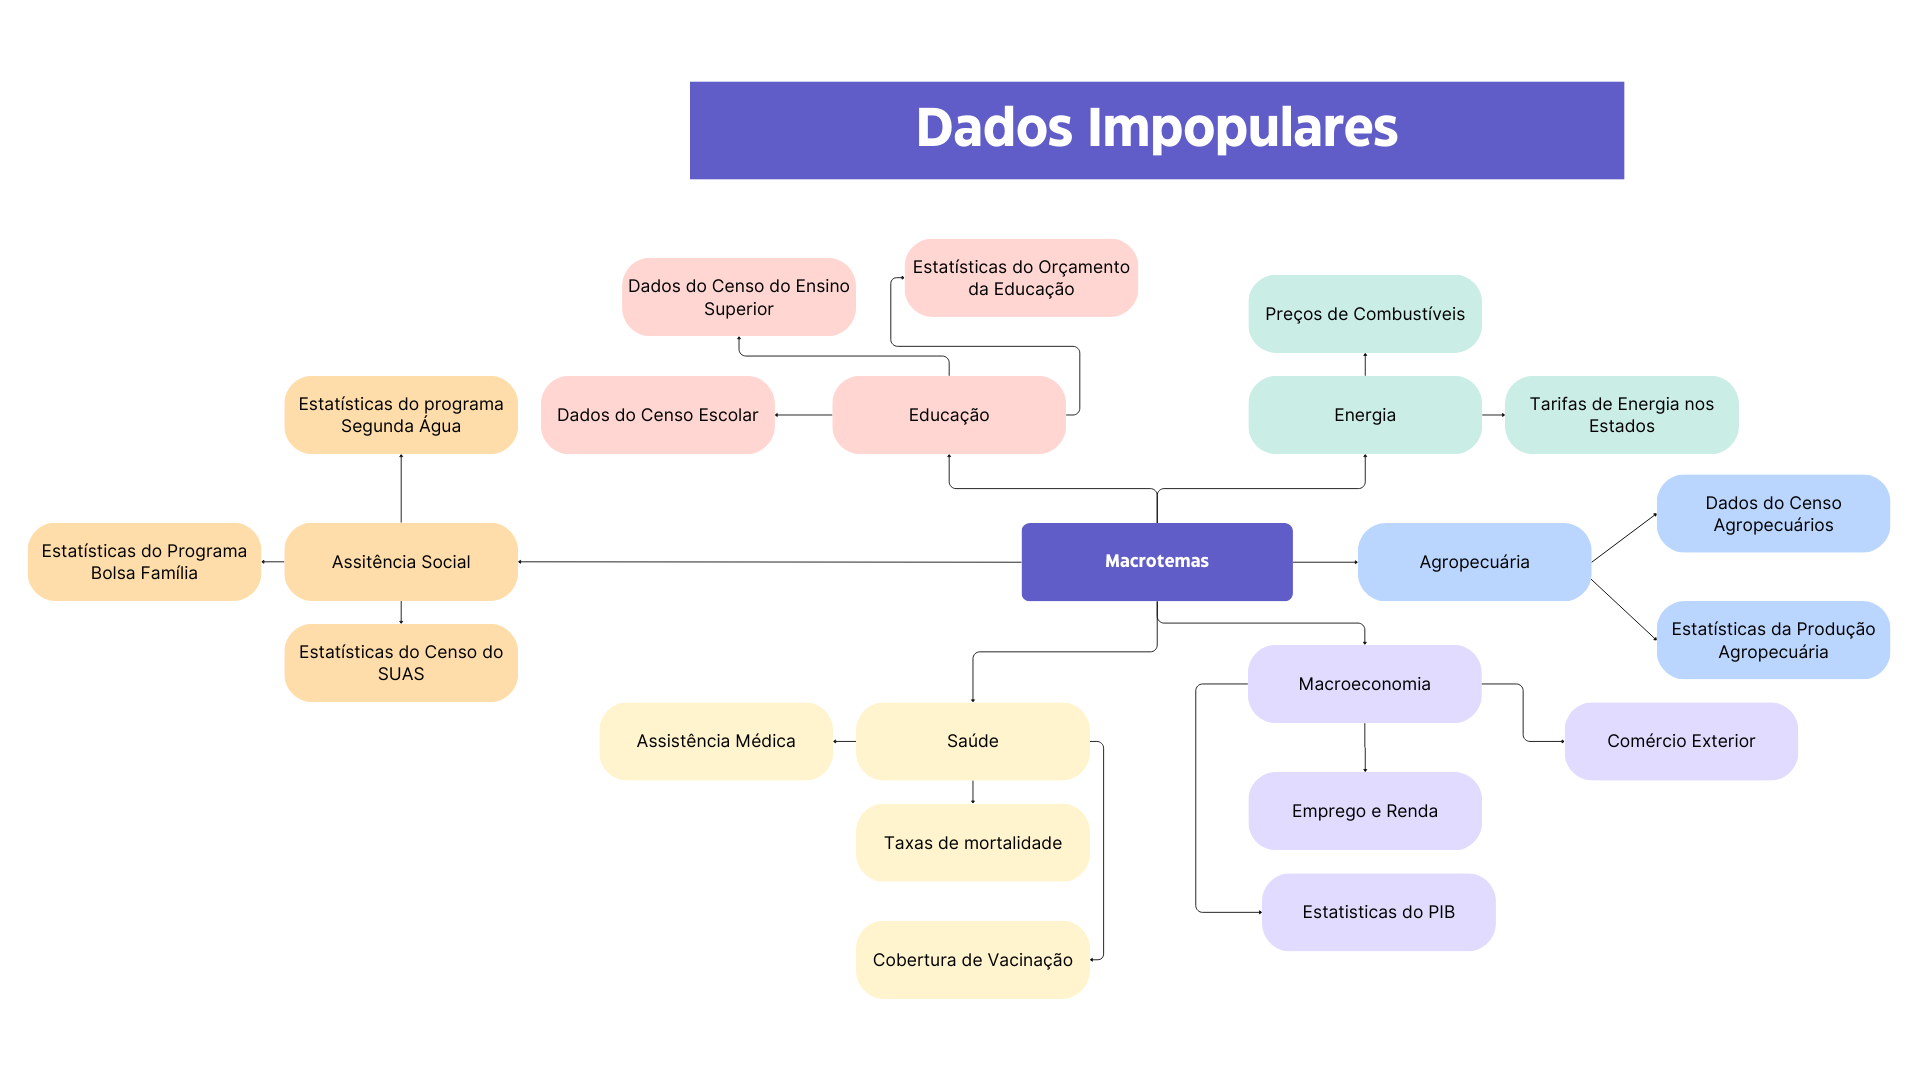 Dados Impopulares
Estatísticas do Orçamento
da Educação
Dados do Censo do Ensino
Superior
Preços de Combustíveis
Estatísticas do programa
Segunda Água
Dados do Censo Escolar
Educação
Energia
Tarifas de Energia nos
Estados
Dados do Censo
Agropecuários
Estatísticas do Programa
Bolsa Família
Assitência Social
Macrotemas
Agropecuária
Estatísticas do Censo do
SUAS
Estatísticas da Produção
Agropecuária
Macroeconomia
Assistência Médica
Saúde
Comércio Exterior
Emprego e Renda
Taxas de mortalidade
Estatisticas do PIB
Cobertura de Vacinação